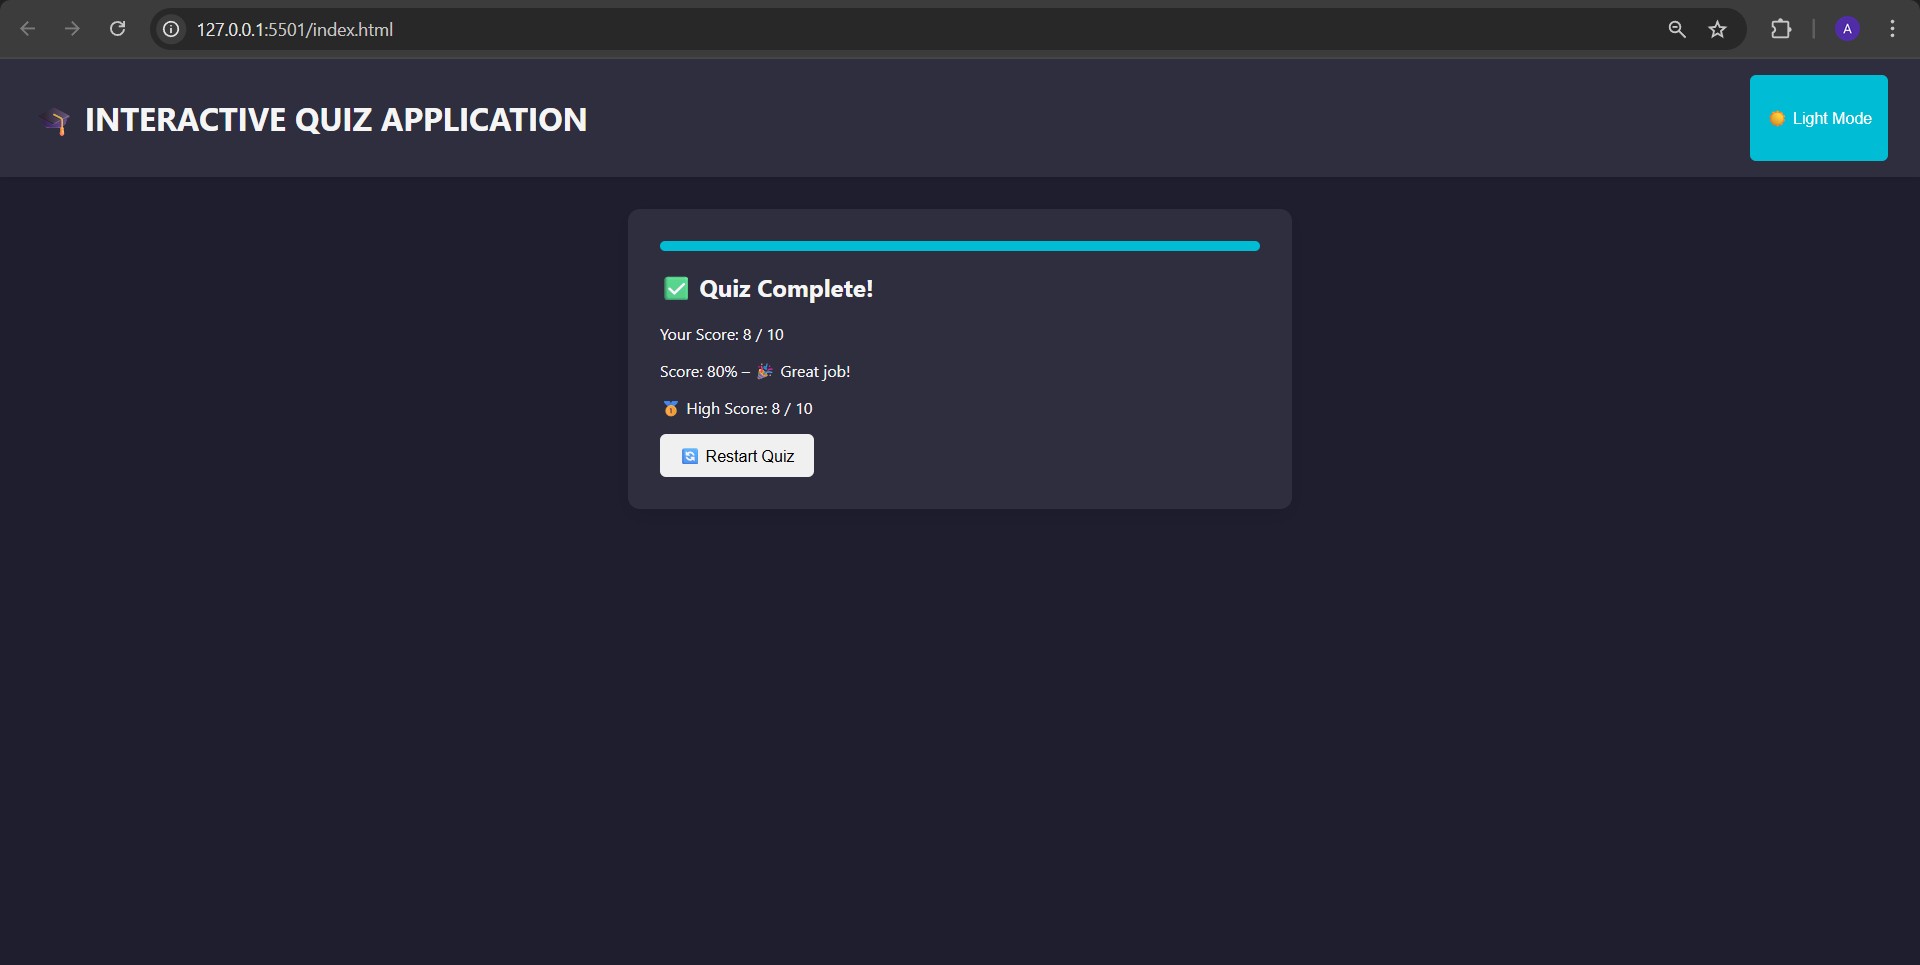 127.0.0.1:5501/index.html
A
🎓 INTERACTIVE QUIZ APPLICATION
☀️ Light Mode
✅ Quiz Complete!
Your Score: 8 / 10
Score: 80% – 🎉 Great job!
🏅 High Score: 8 / 10
🔄 Restart Quiz